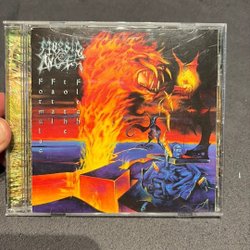 MORBID
ANGEL
Formulas
Fatal
to the
Flesh